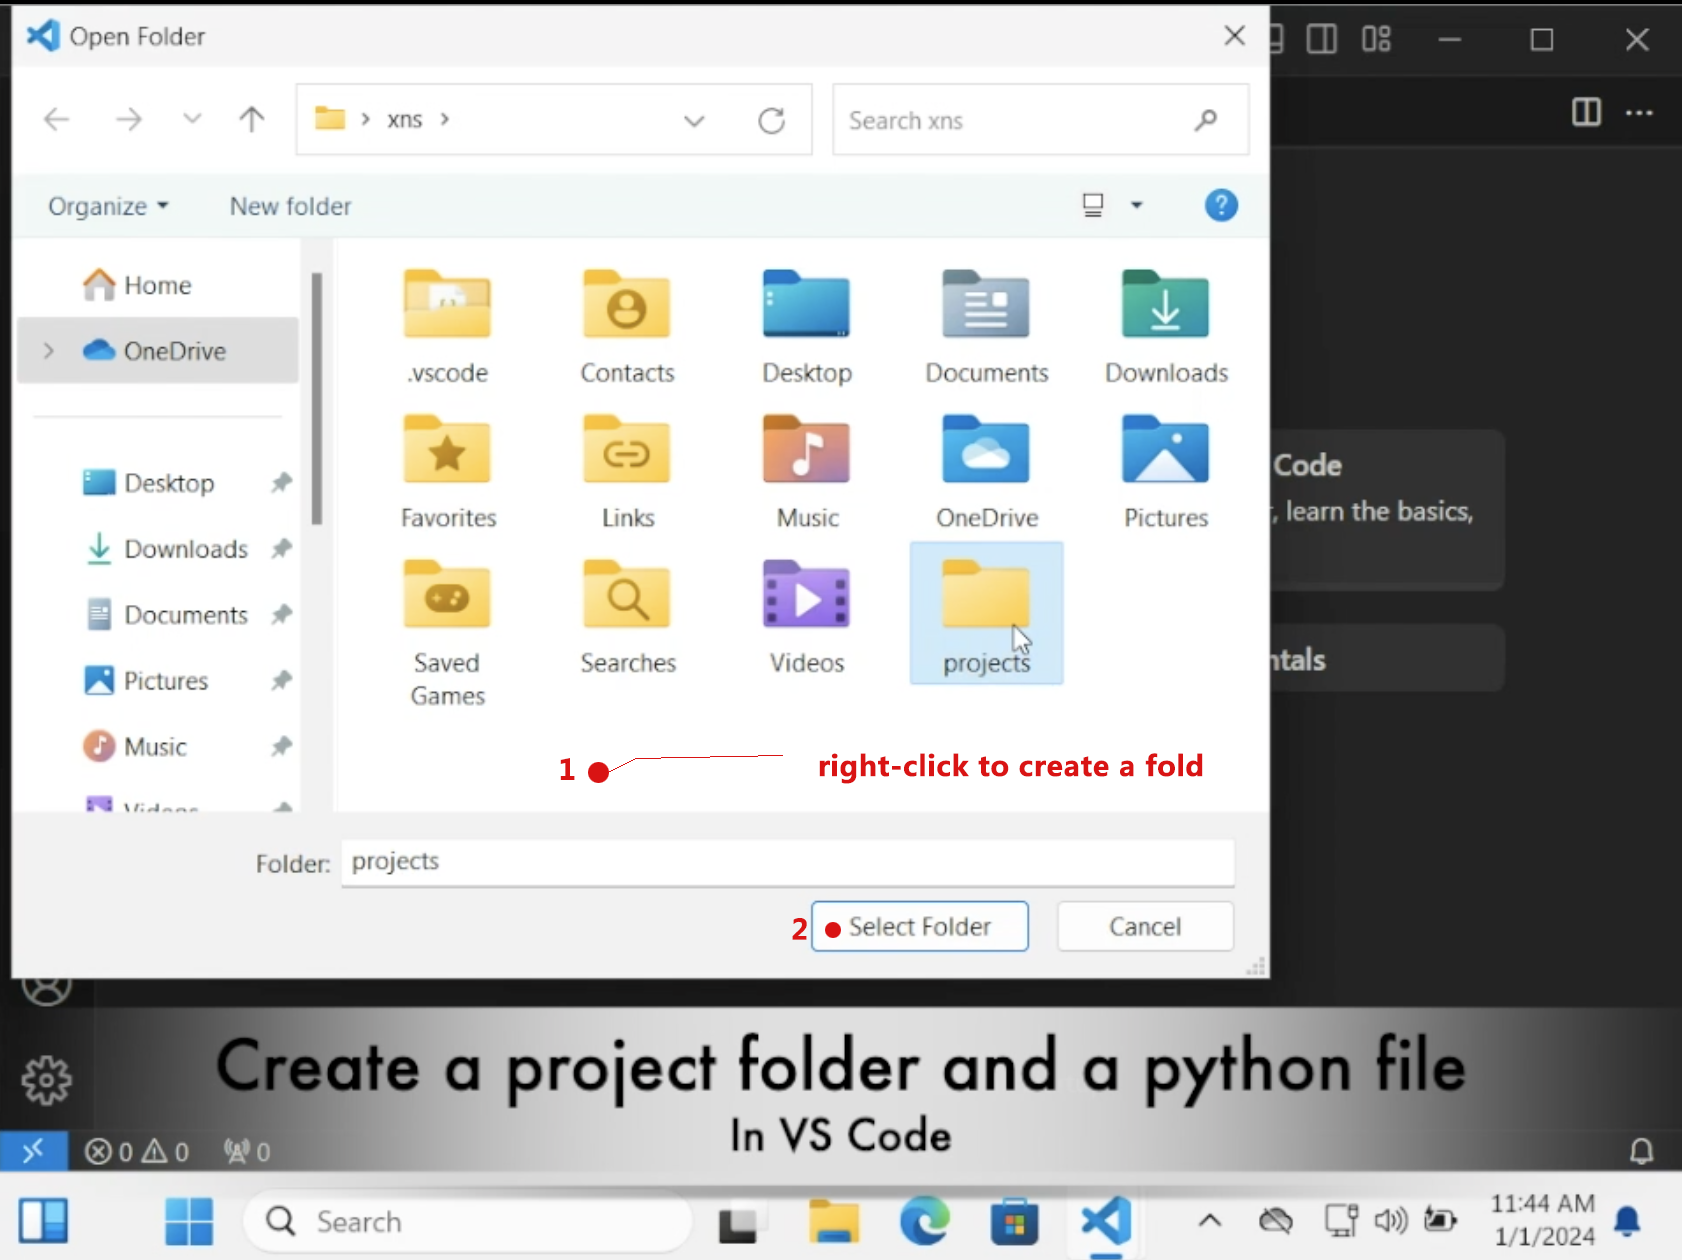 Open Folder
xns
Search xns
Organize
New folder
Home
OneDrive
Desktop
Downloads
Documents
Pictures
Music
Videos
.vscode
Contacts
Desktop
Documents
Downloads
Favorites
Links
Music
OneDrive
Pictures
Saved
Games
Searches
Videos
projects
1
right-click to create a fold
Folder:
projects
2
Select Folder
Cancel
Code
, learn the basics,
ntals
Create a project folder and a python file
In VS Code
0 0 0
Search
11:44 AM
1/1/2024